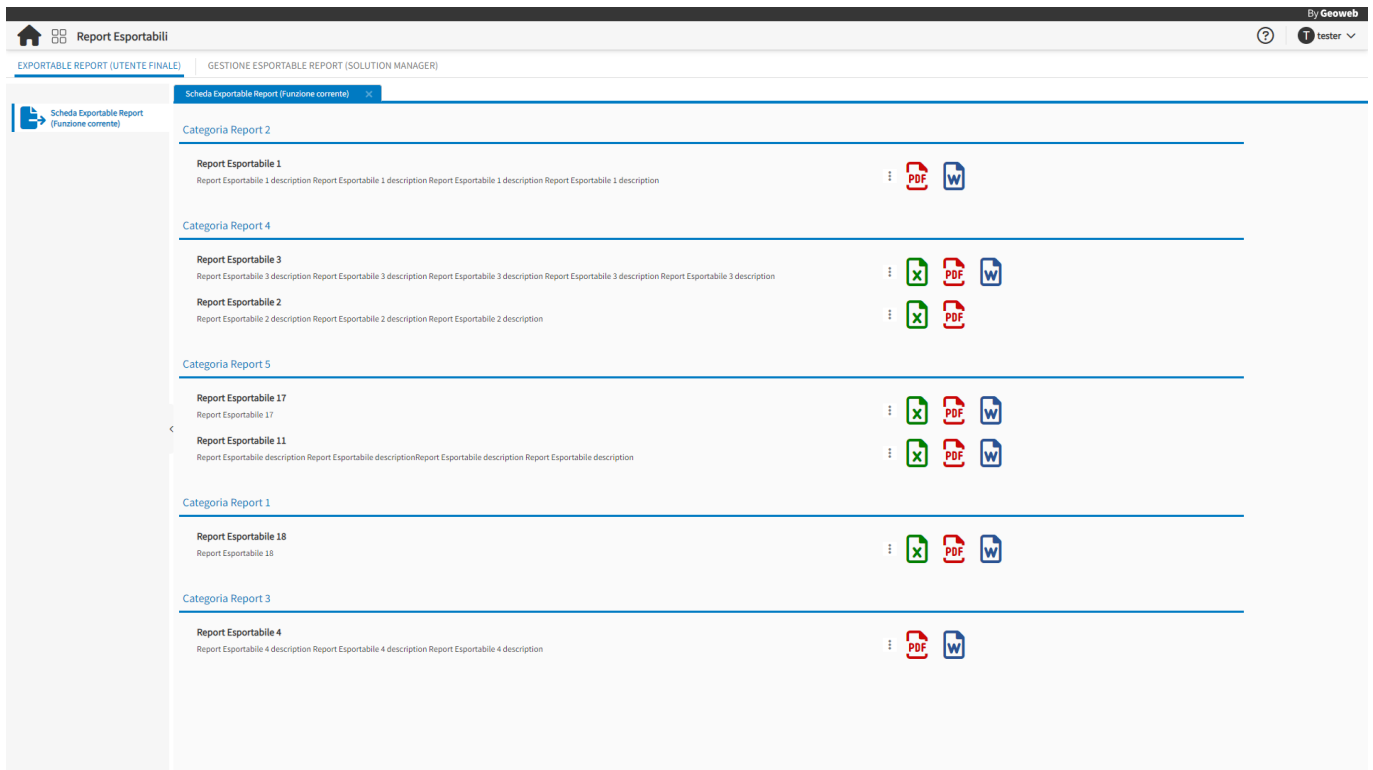 By Geoweb
Report Esportabili
? T tester
EXPORTABLE REPORT (UTENTE FINALE) GESTIONE ESPORTABLE REPORT (SOLUTION MANAGER)
Scheda Exportable Report (Funzione corrente) ×
Scheda Exportable Report
(Funzione corrente)
Categoria Report 2
Report Esportabile 1
Report Esportabile 1 description Report Esportabile 1 description Report Esportabile 1 description Report Esportabile 1 description
PDF W
Categoria Report 4
Report Esportabile 3
Report Esportabile 3 description Report Esportabile 3 description Report Esportabile 3 description Report Esportabile 3 description Report Esportabile 3 description
X PDF W
Report Esportabile 2
Report Esportabile 2 description Report Esportabile 2 description Report Esportabile 2 description
X PDF
Categoria Report 5
Report Esportabile 17
Report Esportabile 17
X PDF W
Report Esportabile 11
Report Esportabile description Report Esportabile descriptionReport Esportabile description Report Esportabile description
X PDF W
Categoria Report 1
Report Esportabile 18
Report Esportabile 18
X PDF W
Categoria Report 3
Report Esportabile 4
Report Esportabile 4 description Report Esportabile 4 description Report Esportabile 4 description
PDF W